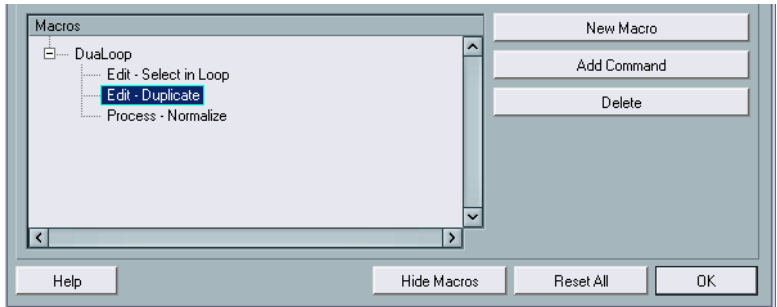 Macros
DuaLoop
Edit - Select in Loop
Edit - Duplicate
Process - Normalize
New Macro
Add Command
Delete
Help
Hide Macros
Reset All
OK